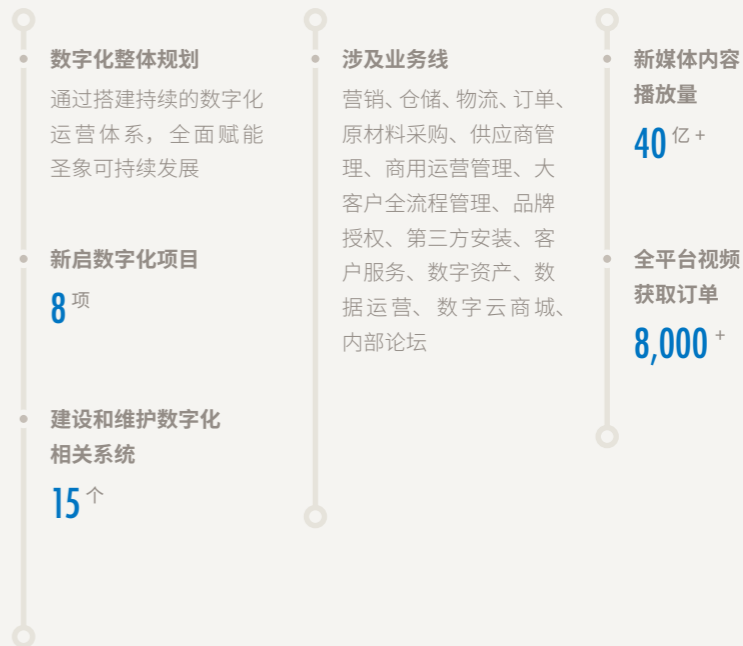 数字化整体规划
通过搭建持续的数字化
运营体系，全面赋能
圣象可持续发展
新启数字化项目
8 项
建设和维护数字化
相关系统
15 个
涉及业务线
营销、仓储、物流、订单、
原材料采购、供应商管
理、商用运营管理、大
客户全流程管理、品牌
授权、第三方安装、客
户服务、数字资产、数
据运营、数字云商城、
内部论坛
新媒体内容
播放量
40 亿 +
全平台视频
获取订单
8,000 +